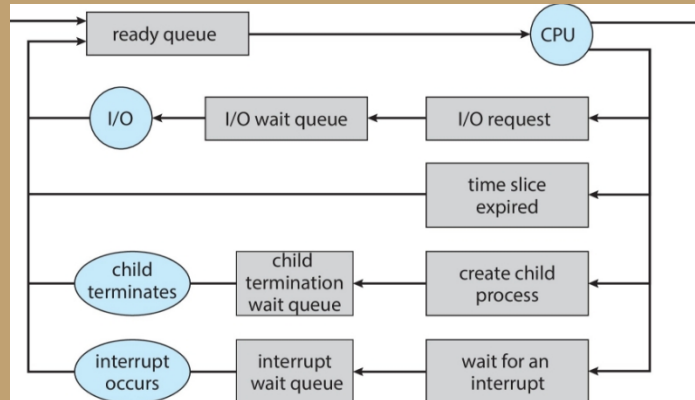 ready queue
CPU
I/O
I/O wait queue
I/O request
time slice
expired
child
terminates
child
termination
wait queue
create child
process
interrupt
occurs
interrupt
wait queue
wait for an
interrupt